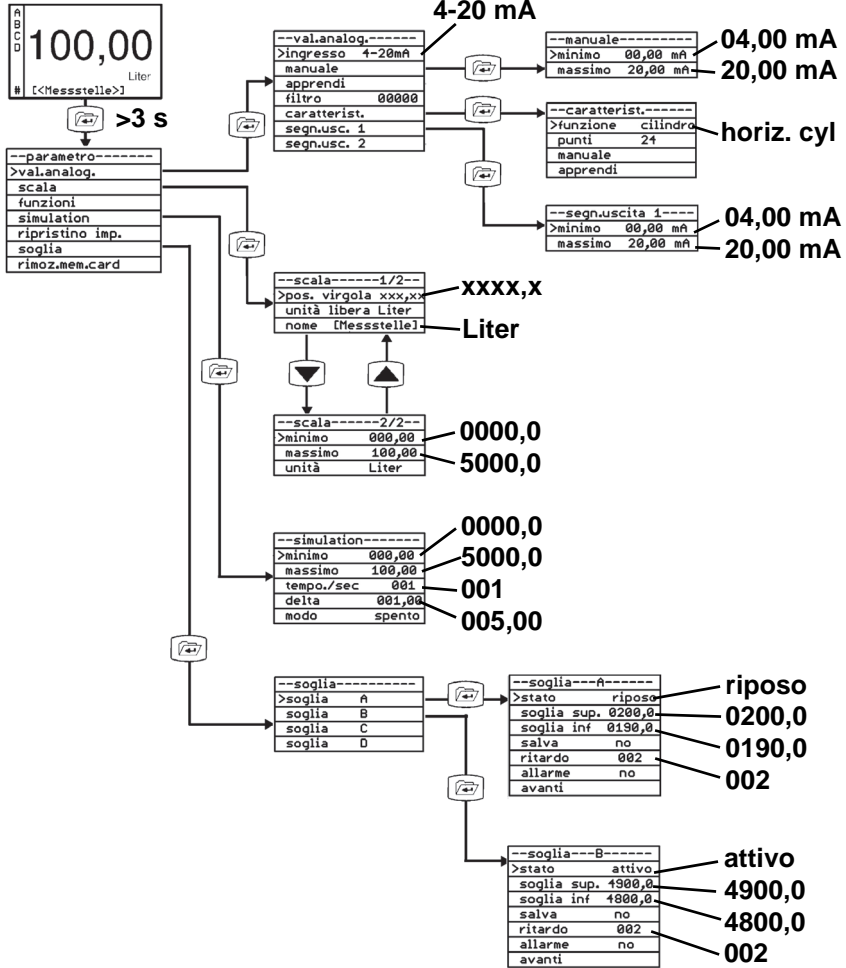 A
B
C
D
100,00
Liter
# [<Messstelle>]
>3 s
--parametro-------
>val.analog.
scala
funzioni
simulation
ripristino imp.
soglia
rimoz.mem.card
4-20 mA
--val.analog.------
>ingresso 4-20mA
manuale
apprendi
filtro 00000
caratterist.
segn.usc. 1
segn.usc. 2
--manuale---------
>minimo 00,00 mA
massimo 20,00 mA
04,00 mA
20,00 mA
--caratterist.------
>funzione cilindro
punti 24
manuale
apprendi
horiz. cyl
--segn.uscita 1----
>minimo 00,00 mA
massimo 20,00 mA
04,00 mA
20,00 mA
--scala------1/2--
>pos. virgola xxx,xx
unità libera Liter
nome [Messstelle]
xxxx,x
Liter
--scala------2/2--
>minimo 000,00
massimo 100,00
unità Liter
0000,0
5000,0
--simulation-------
>minimo 000,00
massimo 100,00
tempo./sec 001
delta 001,00
modo spento
0000,0
5000,0
001
005,00
--soglia----------
>soglia A
soglia B
soglia C
soglia D
--soglia---A------
>stato riposo
soglia sup. 0200,0
soglia inf 0190,0
salva no
ritardo 002
allarme no
avanti
riposo
0200,0
0190,0
002
--soglia---B------
>stato attivo
soglia sup. 4900,0
soglia inf 4800,0
salva no
ritardo 002
allarme no
avanti
attivo
4900,0
4800,0
002